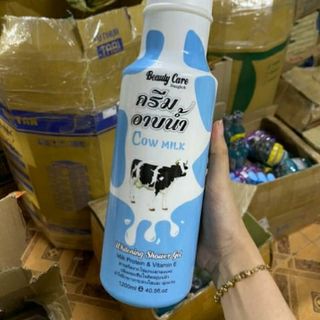 Beauty Care
Bangkok
ครีม
อาบน้ำ
COW MILK
Whitening Shower Gel
Milk Protein & Vitamin E
1200ml e 40.56 oz